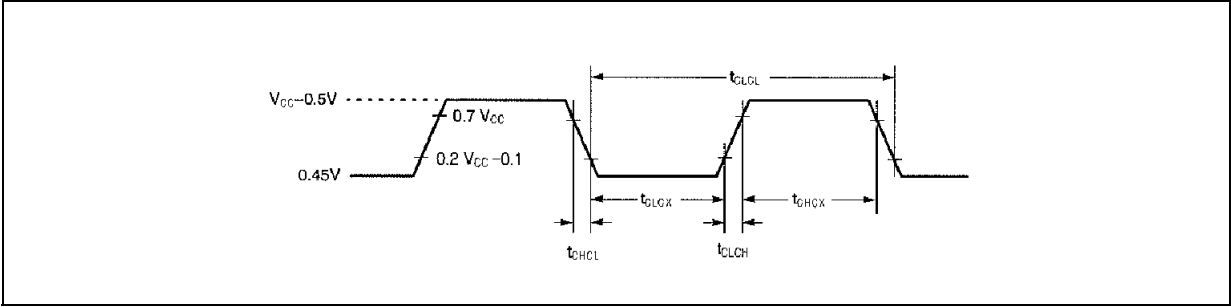 tCLCL
VCC–0.5V
0.7 VCC
0.2 VCC –0.1
0.45V
tCLCX
tCHCX
tCHCL
tCLCH